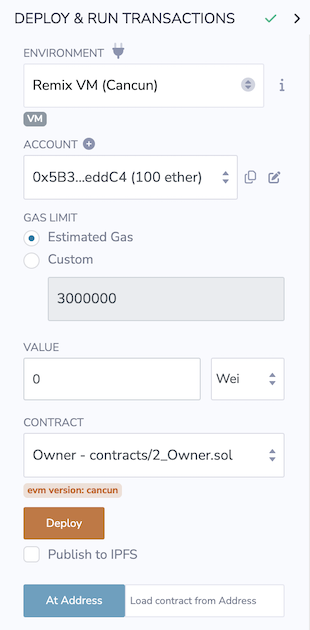 DEPLOY & RUN TRANSACTIONS
ENVIRONMENT
Remix VM (Cancun)
i
VM
ACCOUNT
0x5B3...eddC4 (100 ether)
GAS LIMIT
Estimated Gas
Custom
3000000
VALUE
0 Wei
CONTRACT
Owner - contracts/2_Owner.sol
evm version: cancun
Deploy
Publish to IPFS
At Address Load contract from Address